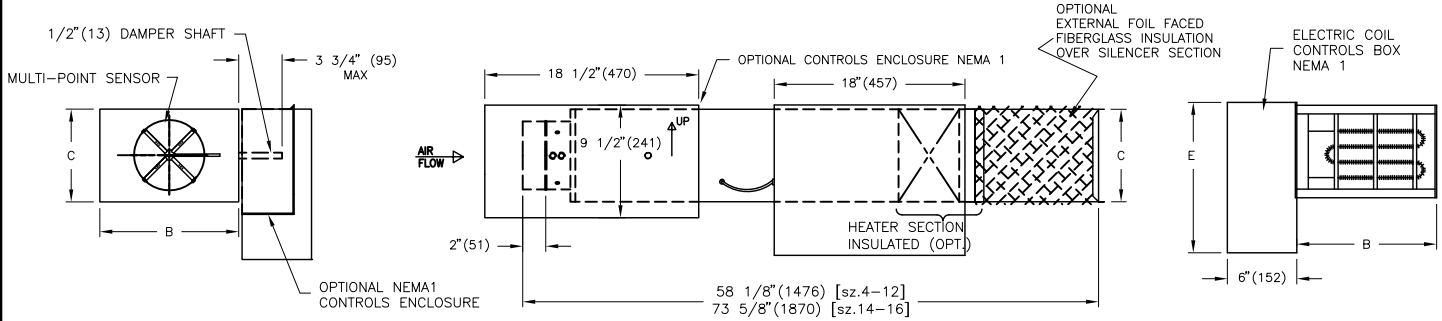 1/2"(13) DAMPER SHAFT
3 3/4" (95)
MAX
MULTI-POINT SENSOR
C
B
OPTIONAL NEMA1
CONTROLS ENCLOSURE
18 1/2"(470)
OPTIONAL CONTROLS ENCLOSURE NEMA 1
18"(457)
UP
9 1/2"(241)
AIR
FLOW
2"(51)
HEATER SECTION
INSULATED (OPT.)
58 1/8"(1476) [sz.4-12]
73 5/8"(1870) [sz.14-16]
OPTIONAL
EXTERNAL FOIL FACED
FIBERGLASS INSULATION
OVER SILENCER SECTION
C
ELECTRIC COIL
CONTROLS BOX
NEMA 1
E
B
6"(152)